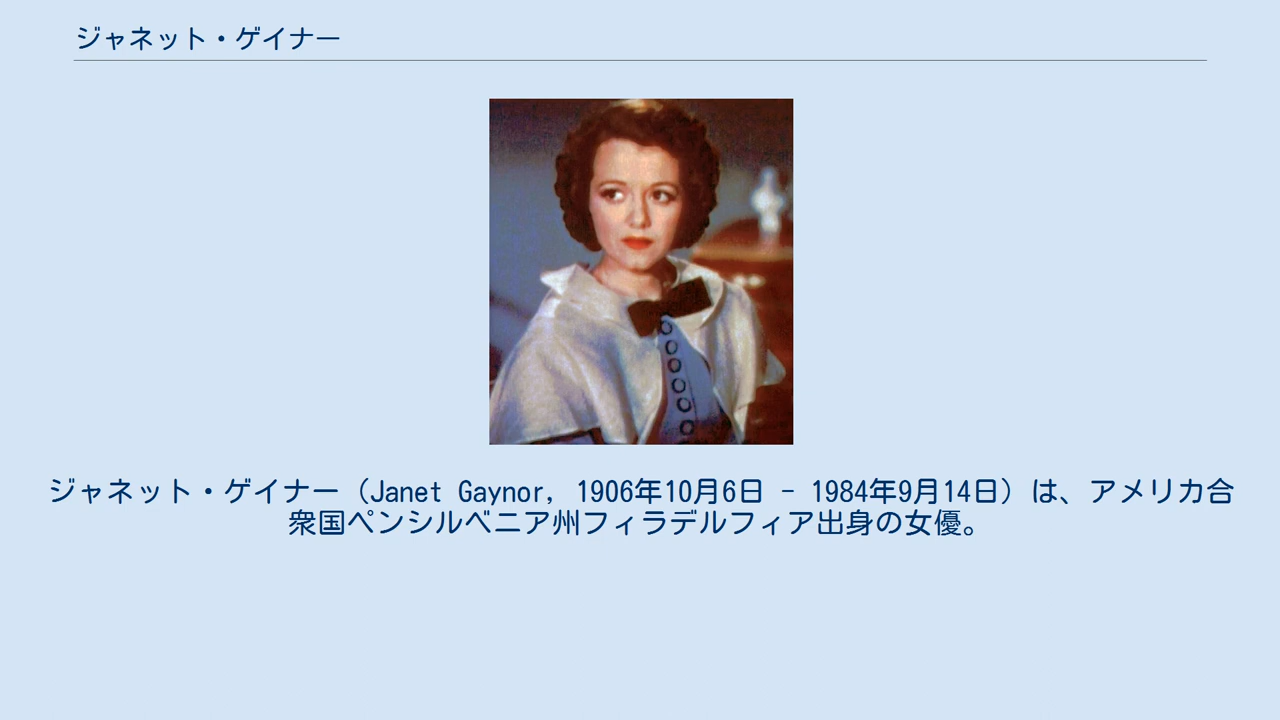 ジャネット・ゲイナー
ジャネット・ゲイナー（Janet Gaynor, 1906年10月6日 - 1984年9月14日）は、アメリカ合
衆国ペンシルベニア州フィラデルフィア出身の女優。